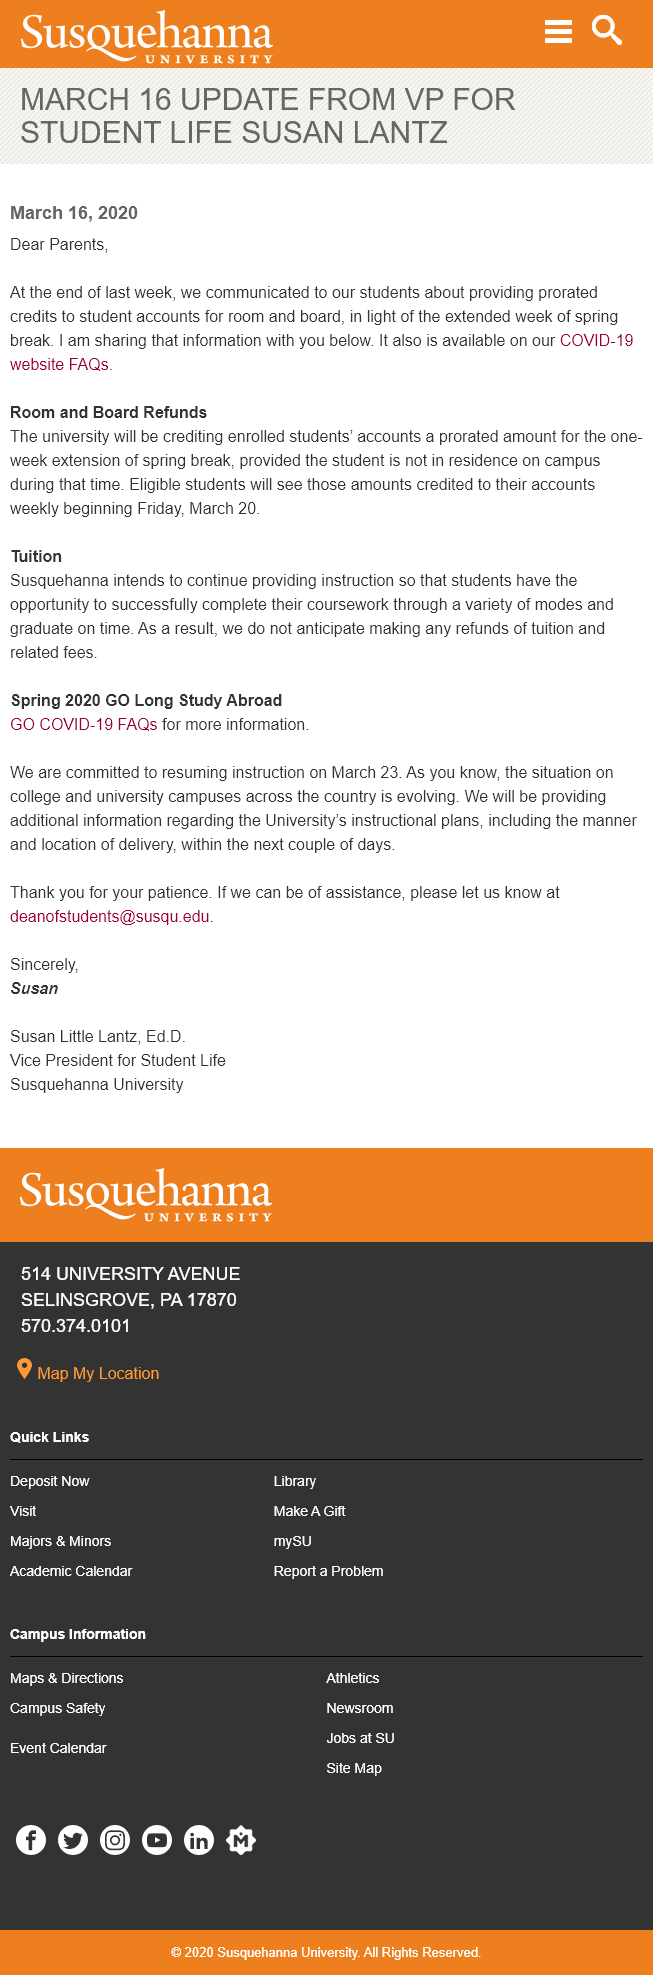 Susquehanna
UNIVERSITY
MARCH 16 UPDATE FROM VP FOR
STUDENT LIFE SUSAN LANTZ
March 16, 2020
Dear Parents,
At the end of last week, we communicated to our students about providing prorated
credits to student accounts for room and board, in light of the extended week of spring
break. I am sharing that information with you below. It also is available on our COVID-19
website FAQs.
Room and Board Refunds
The university will be crediting enrolled students’ accounts a prorated amount for the one-
week extension of spring break, provided the student is not in residence on campus
during that time. Eligible students will see those amounts credited to their accounts
weekly beginning Friday, March 20.
Tuition
Susquehanna intends to continue providing instruction so that students have the
opportunity to successfully complete their coursework through a variety of modes and
graduate on time. As a result, we do not anticipate making any refunds of tuition and
related fees.
Spring 2020 GO Long Study Abroad
GO COVID-19 FAQs for more information.
We are committed to resuming instruction on March 23. As you know, the situation on
college and university campuses across the country is evolving. We will be providing
additional information regarding the University’s instructional plans, including the manner
and location of delivery, within the next couple of days.
Thank you for your patience. If we can be of assistance, please let us know at
deanofstudents@susqu.edu.
Sincerely,
Susan
Susan Little Lantz, Ed.D.
Vice President for Student Life
Susquehanna University
Susquehanna
UNIVERSITY
514 UNIVERSITY AVENUE
SELINSGROVE, PA 17870
570.374.0101
Map My Location
Quick Links
Deposit Now
Visit
Majors & Minors
Academic Calendar
Library
Make A Gift
mySU
Report a Problem
Campus Information
Maps & Directions
Campus Safety
Event Calendar
Athletics
Newsroom
Jobs at SU
Site Map
© 2020 Susquehanna University. All Rights Reserved.